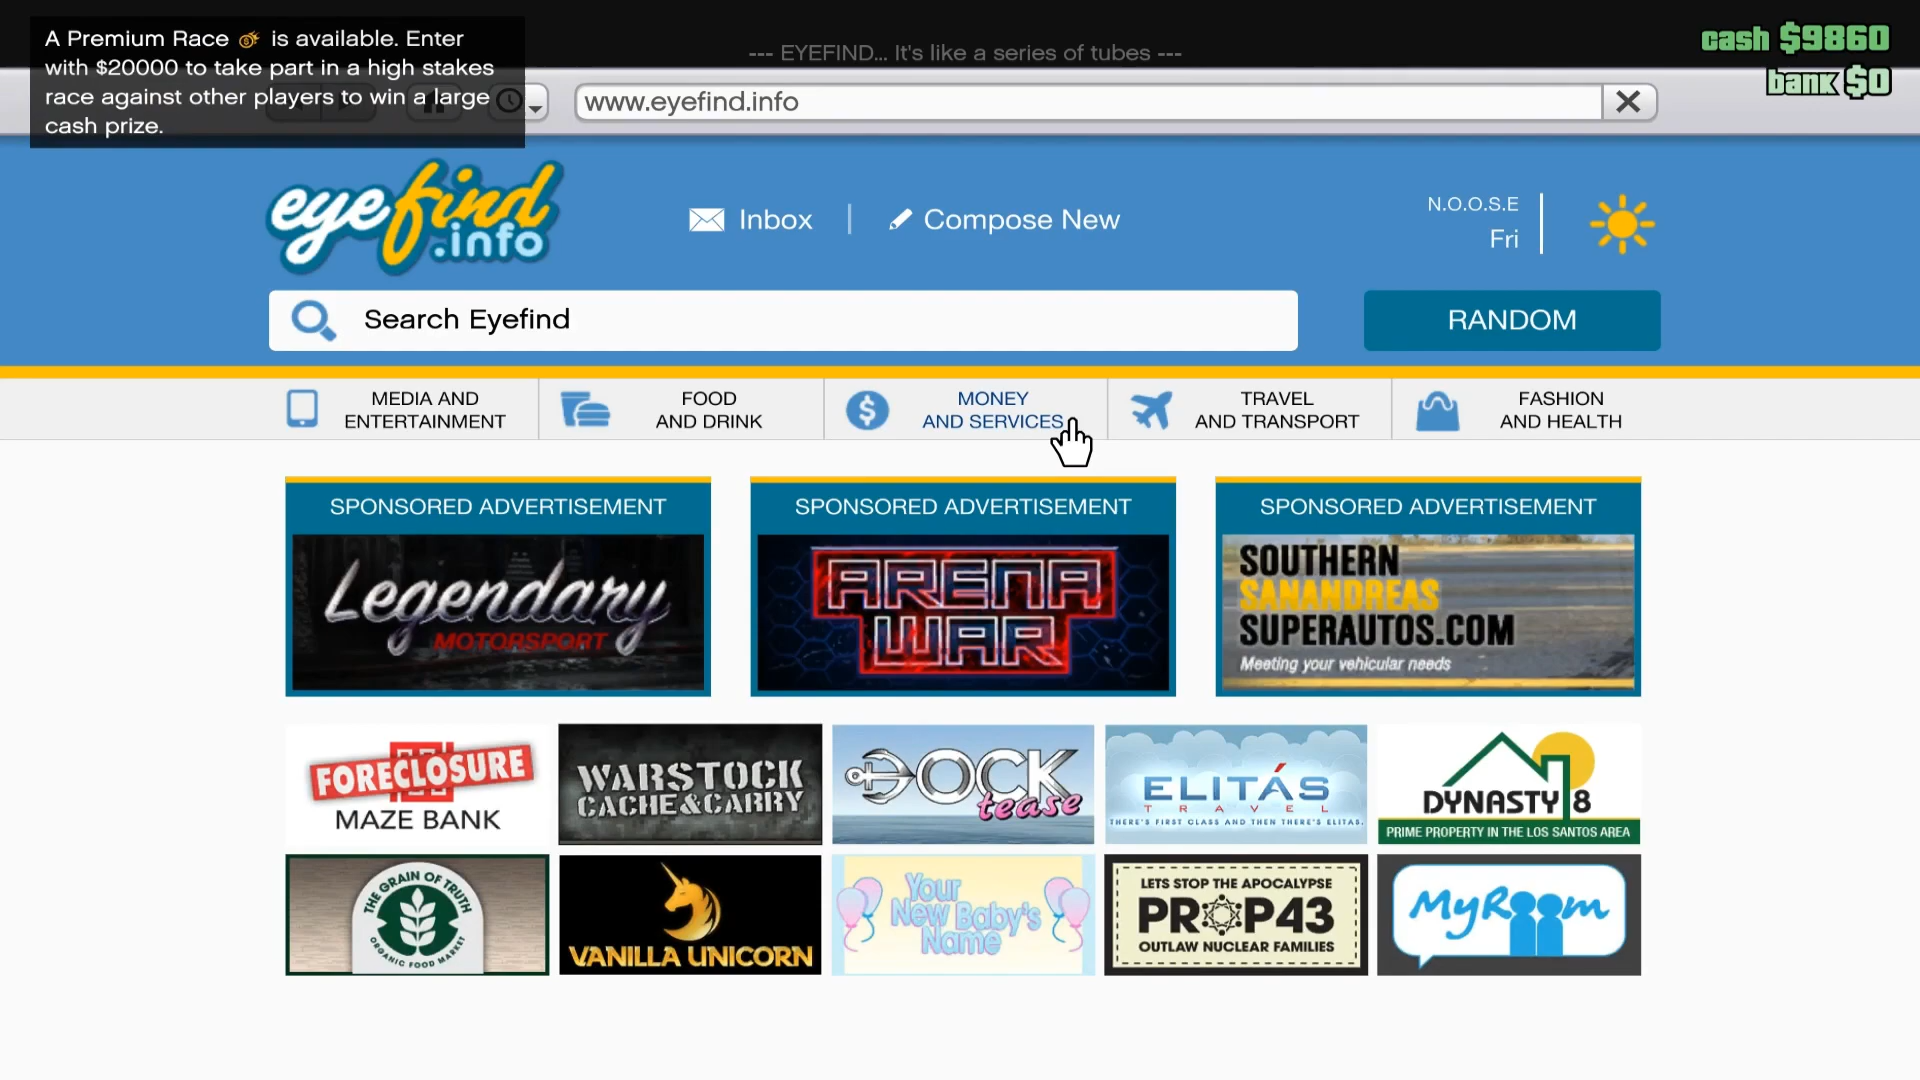 A Premium Race is available. Enter
with $20000 to take part in a high stakes
race against other players to win a large
cash prize.
--- EYEFIND... It's like a series of tubes ---
cash $9860
bank $0
www.eyefind.info
eyefind
.info
Inbox
Compose New
N.O.O.S.E
Fri
Search Eyefind
RANDOM
MEDIA AND
ENTERTAINMENT
FOOD
AND DRINK
MONEY
AND SERVICES
TRAVEL
AND TRANSPORT
FASHION
AND HEALTH
SPONSORED ADVERTISEMENT
Legendary
MOTORSPORT
SPONSORED ADVERTISEMENT
ARENA
WAR
SPONSORED ADVERTISEMENT
SOUTHERN
SANANDREAS
SUPERAUTOS.COM
Meeting your vehicular needs
FORECLOSURE
MAZE BANK
WARSTOCK
CACHE&CARRY
DOCK
tease
ELITÁS
TRAVEL
THERE'S FIRST CLASS AND THEN THERE'S ELITAS.
DYNASTY 8
PRIME PROPERTY IN THE LOS SANTOS AREA
THE GRAIN OF TRUTH
ORGANIC FOOD MARKET
VANILLA UNICORN
Your
New Baby's
Name
LETS STOP THE APOCALYPSE
PROP43
OUTLAW NUCLEAR FAMILIES
MyRoom